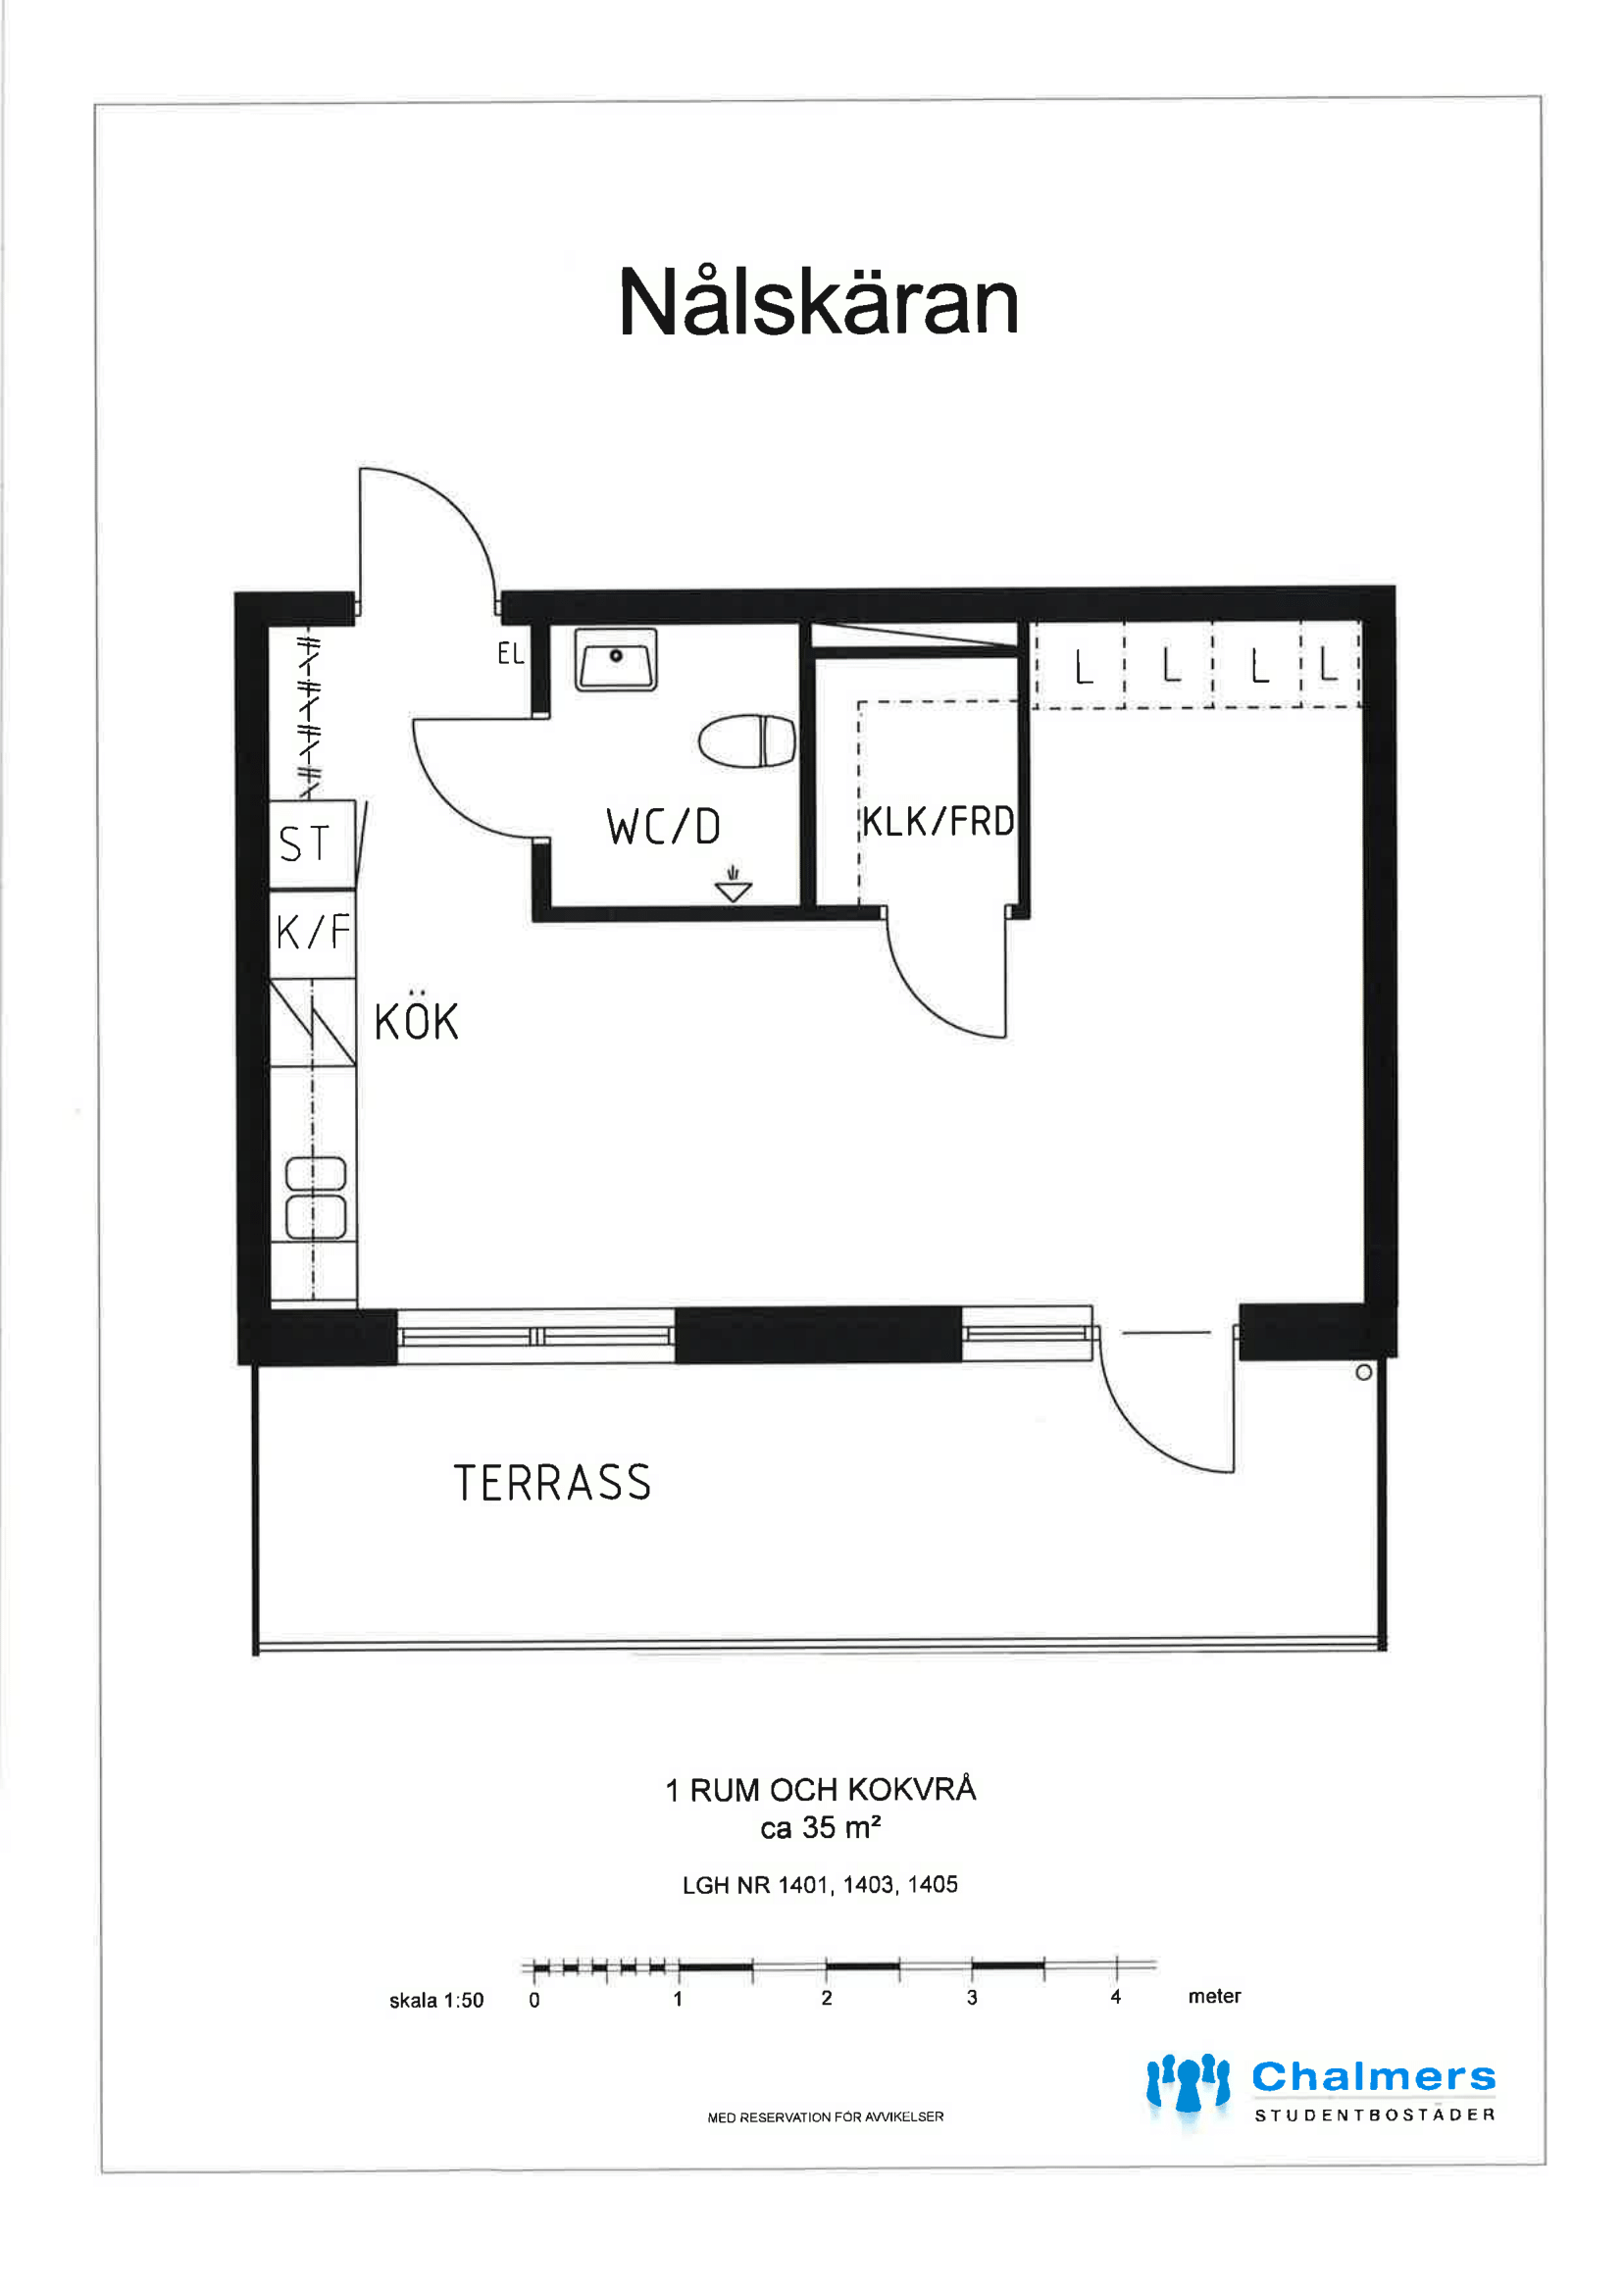 Nålskäran
EL
L L L L
WC/D
KLK/FRD
ST
K/F
KÖK
TERRASS
1 RUM OCH KOKVRÅ
ca 35 m²
LGH NR 1401, 1403, 1405
skala 1:50 0 1 2 3 4 meter
MED RESERVATION FÖR AVVIKELSER
Chalmers
STUDENTBOSTÄDER